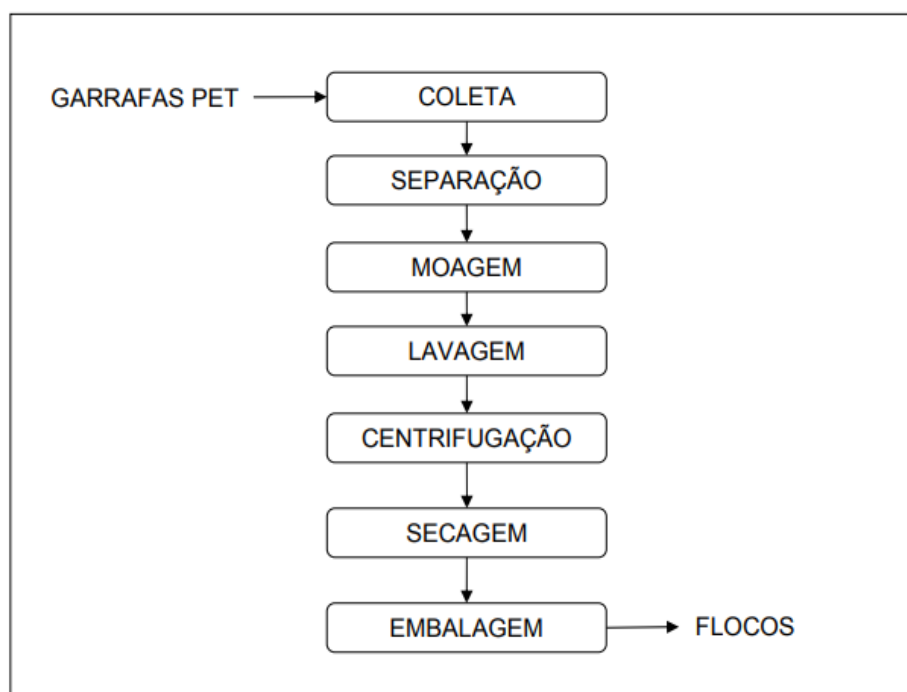 GARRAFAS PET
COLETA
SEPARAÇÃO
MOAGEM
LAVAGEM
CENTRIFUGAÇÃO
SECAGEM
EMBALAGEM
FLOCOS